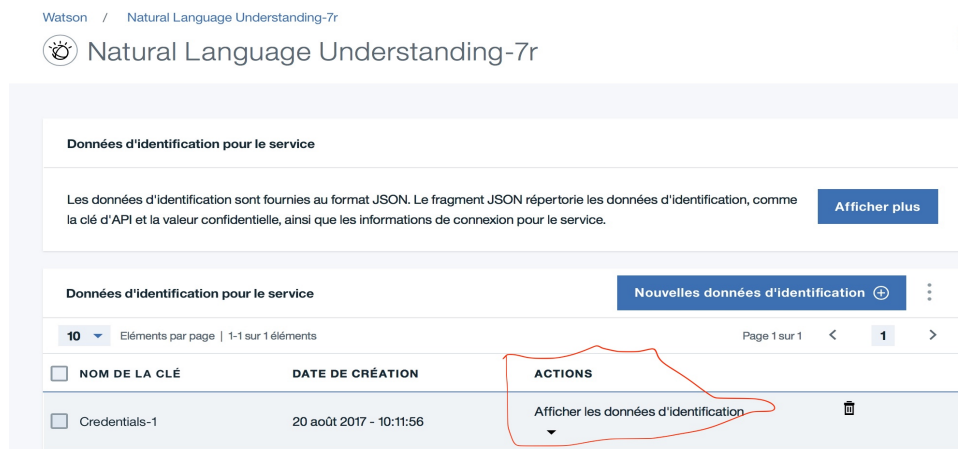 Watson / Natural Language Understanding-7r
Natural Language Understanding-7r
Données d'identification pour le service
Les données d'identification sont fournies au format JSON. Le fragment JSON répertorie les données d'identification, comme
la clé d'API et la valeur confidentielle, ainsi que les informations de connexion pour le service.
Afficher plus
Données d'identification pour le service
Nouvelles données d'identification
10 Eléments par page | 1-1 sur 1 éléments
Page 1 sur 1 < 1 >
NOM DE LA CLÉ DATE DE CRÉATION ACTIONS
Credentials-1 20 août 2017 - 10:11:56 Afficher les données d'identification